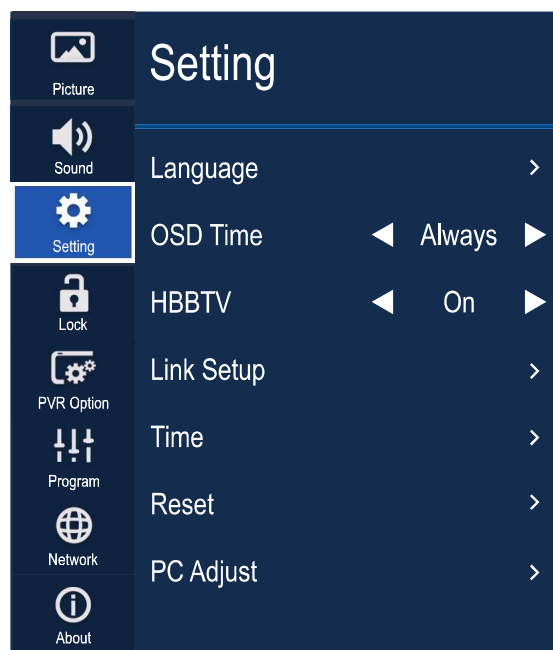 Picture
Sound
Setting
Lock
PVR Option
Program
Network
About
Setting
Language
OSD Time Always
HBBTV On
Link Setup
Time
Reset
PC Adjust